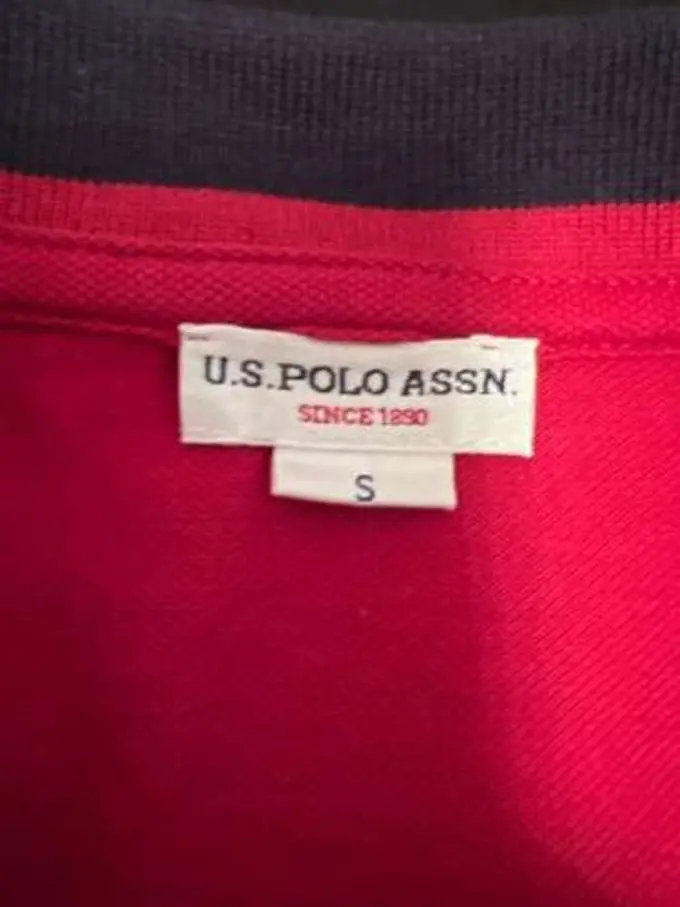 U.S. POLO ASSN.
SINCE 1890
S